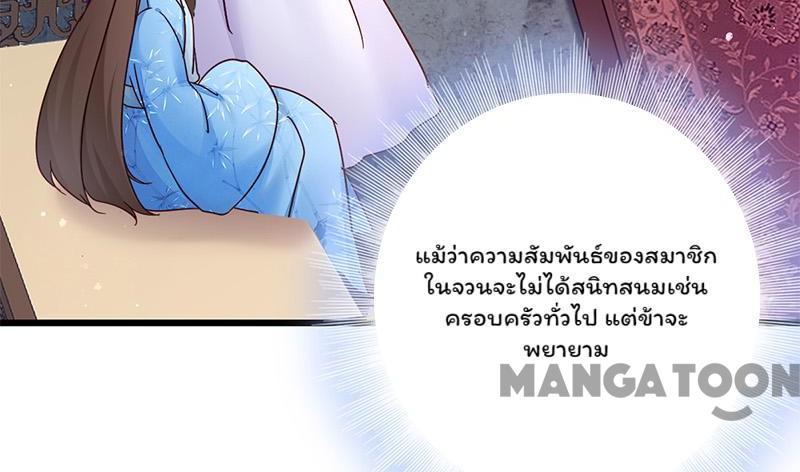 แม้ว่าความสัมพันธ์ของสมาชิก
ในจวนจะไม่ได้สนิทสนมเช่น
ครอบครัวทั่วไป แต่ข้าจะ
พยายาม
MANGATOON